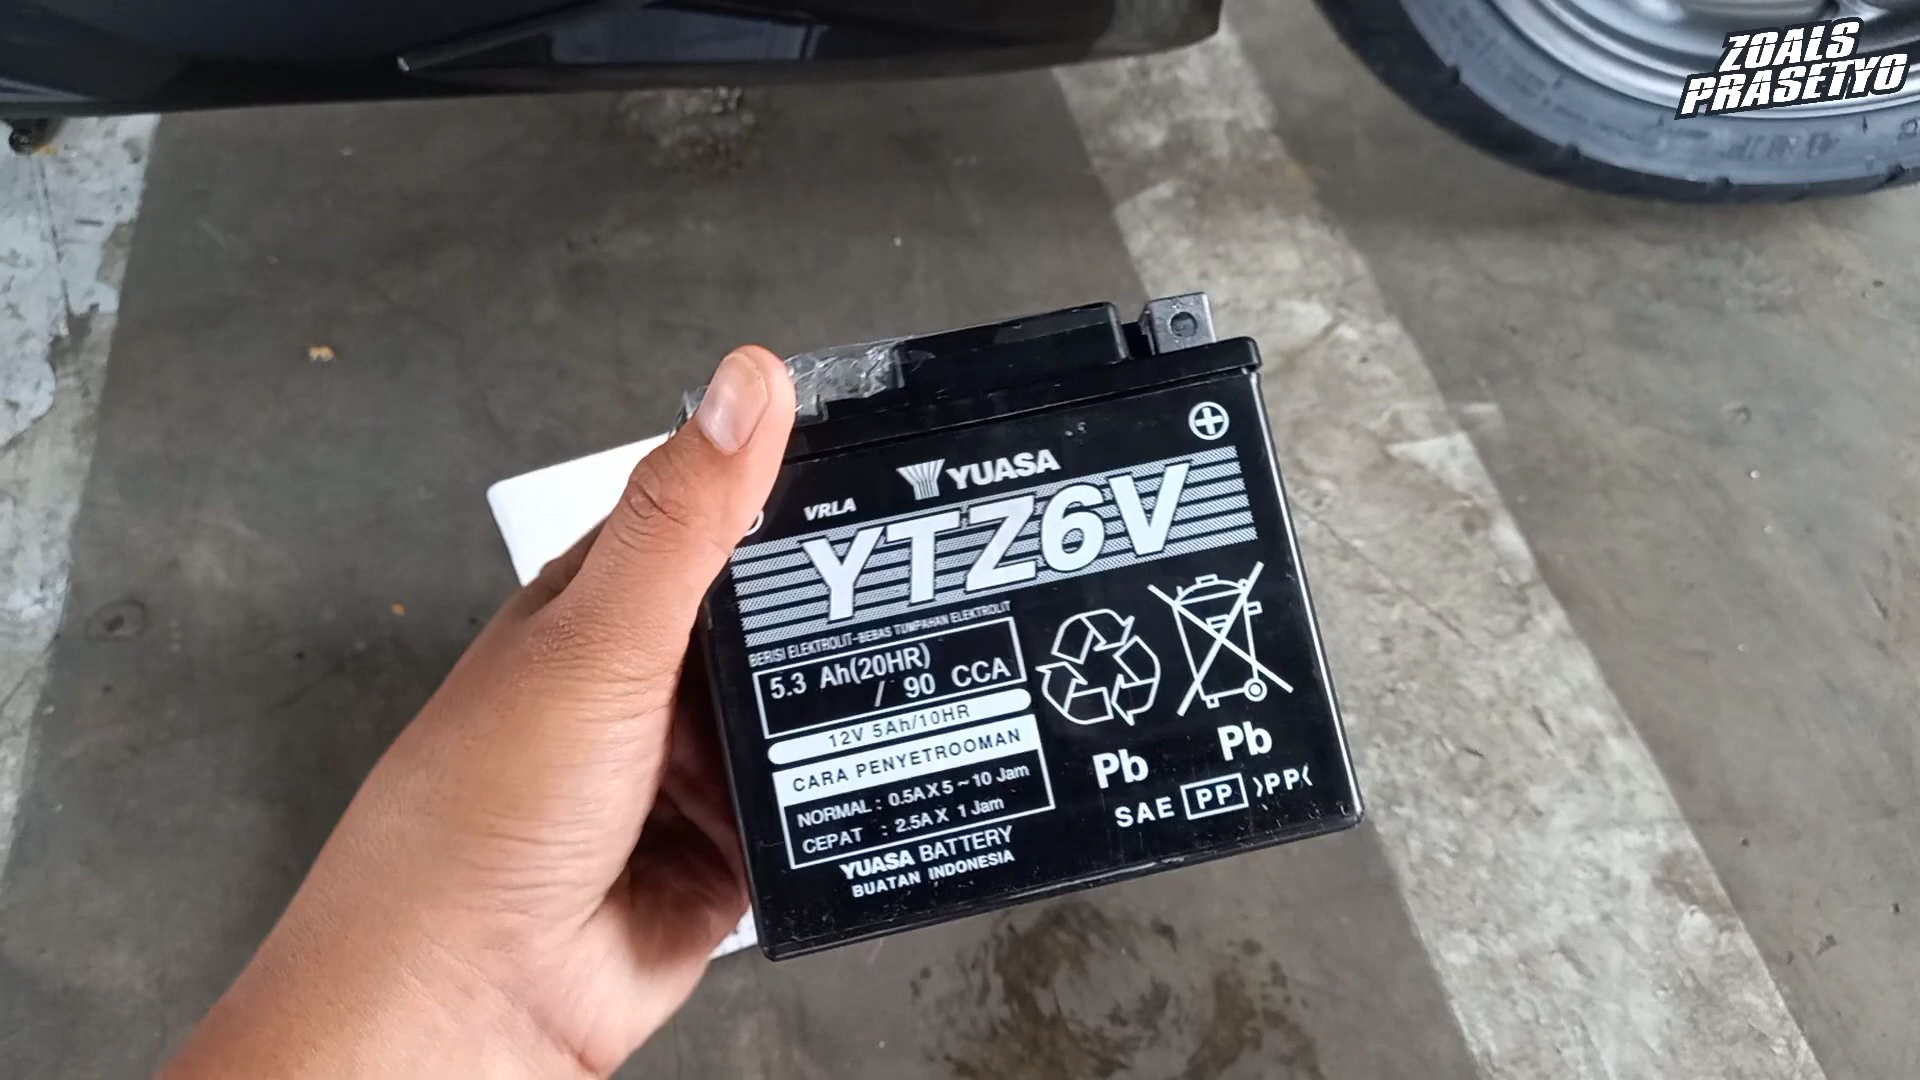 ZOALS
PRASETYO
YUASA
VRLA
YTZ6V
BERISI ELEKTROLIT-BEBAS TUMPAHAN ELEKTROLIT
5.3 Ah(20HR)
/ 90 CCA
12V 5Ah/10HR
CARA PENYETROOMAN
NORMAL : 0.5A X 5 ~ 10 Jam
CEPAT : 2.5A X 1 Jam
YUASA BATTERY
BUATAN INDONESIA
Pb Pb
SAE PP >PP<